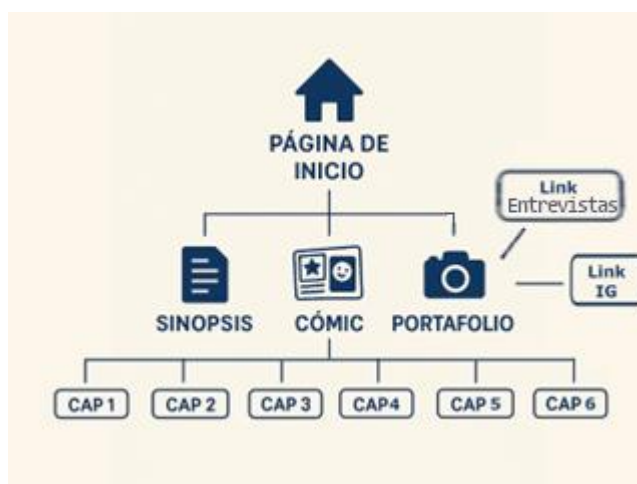 PÁGINA DE
INICIO
Link
Entrevistas
Link
IG
SINOPSIS
CÓMIC
PORTAFOLIO
CAP 1
CAP 2
CAP 3
CAP4
CAP 5
CAP 6